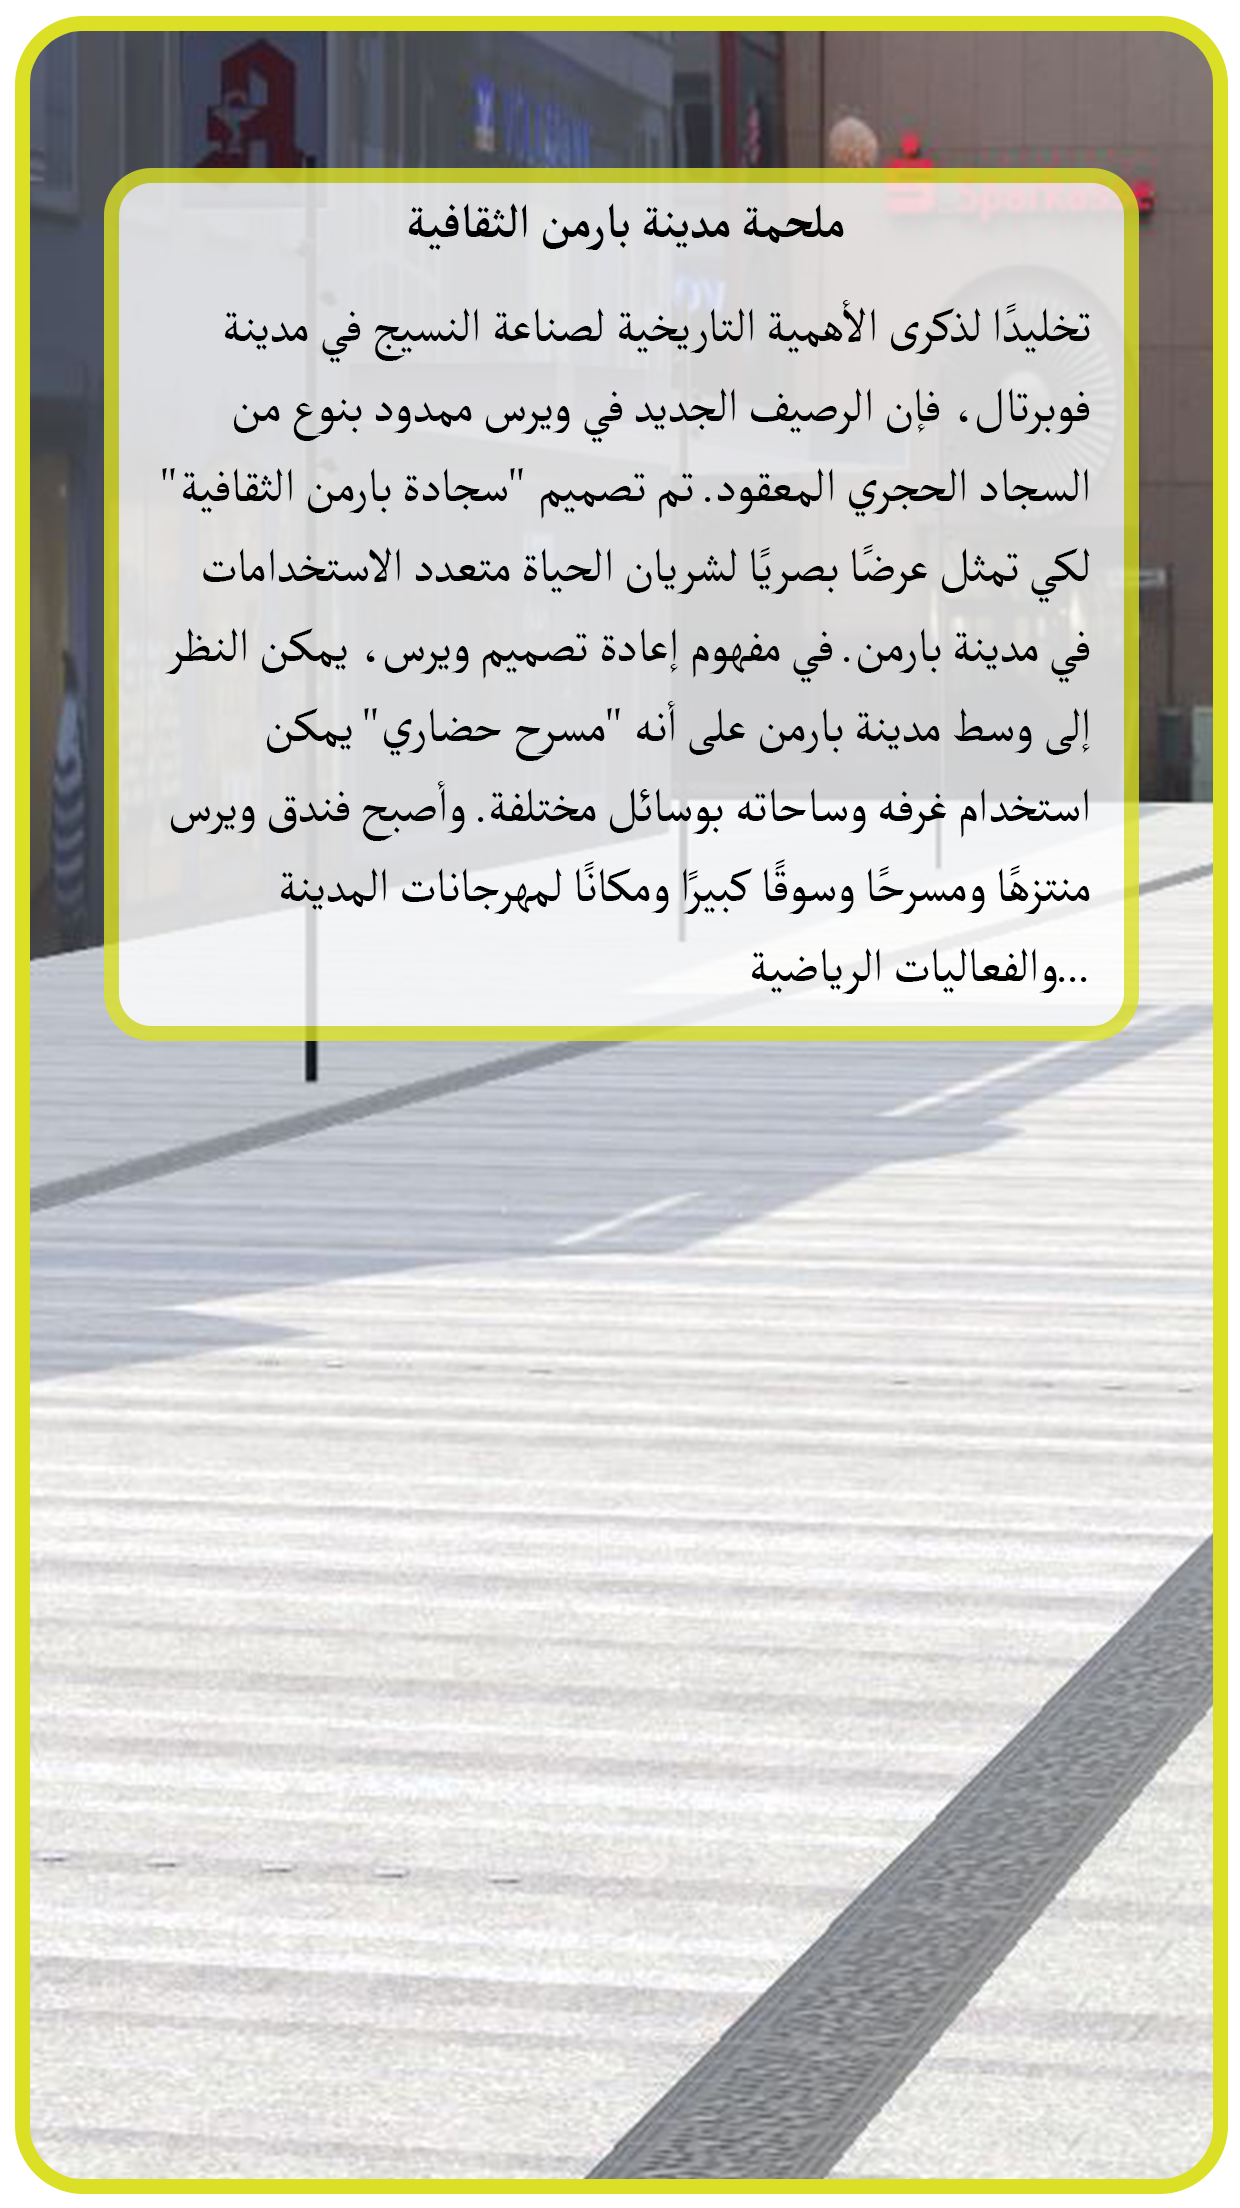 ملحمة مدينة بارمن الثقافية
تخليدًا لذكرى الأهمية التاريخية لصناعة النسيج في مدينة
فوبرتال، فإن الرصيف الجديد في ويرس ممدود بنوع من
السجاد الحجري المعقود. تم تصميم "سجادة بارمن الثقافية"
لكي تمثل عرضًا بصريًا لشريان الحياة متعدد الاستخدامات
في مدينة بارمن. في مفهوم إعادة تصميم ويرس، يمكن النظر
إلى وسط مدينة بارمن على أنه "مسرح حضاري" يمكن
استخدام غرفه وساحاته بوسائل مختلفة. وأصبح فندق ويرس
منتزهًا ومسرحًا وسوقًا كبيرًا ومكانًا لمهرجانات المدينة
...والفعاليات الرياضية
Sparkasse